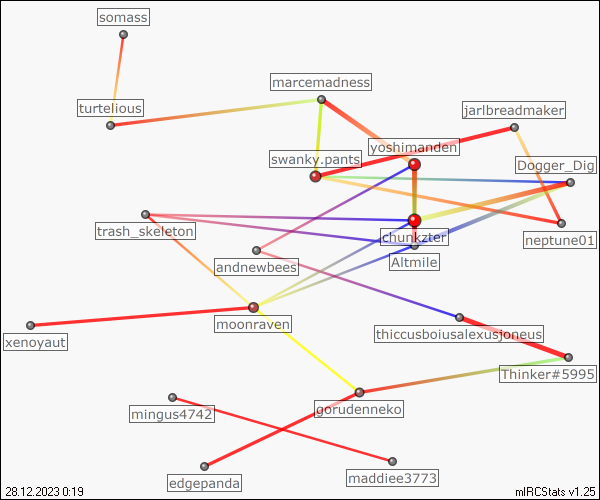 somass
marcemadness
turtelious
jarlbreadmaker
yoshimanden
swanky.pants
Dogger_Dig
trash_skeleton
chunkzter
neptune01
Altmile
andnewbees
moonraven
thiccusboiusalexusjoneus
xenoyaut
Thinker#5995
mingus4742
gorudenneko
maddiee3773
edgepanda
28.12.2023 0:19
mIRCStats v1.25